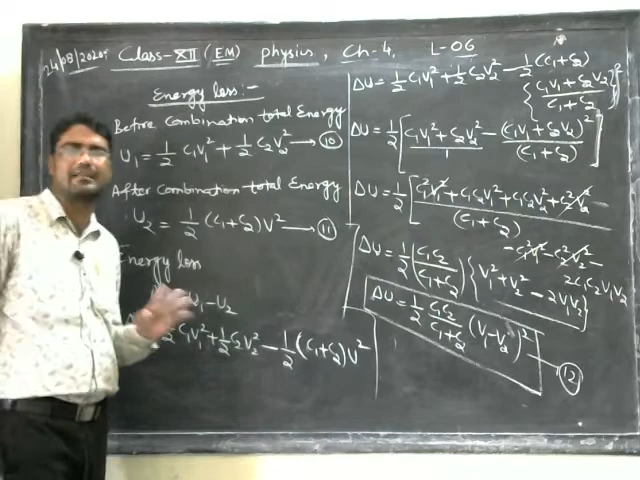 24/08/2020 Class-XII (EM) physics, Ch-4, L-06
Energy loss:-
Before Combination total Energy
U₁ = 1/2 C₁V₁² + 1/2 C₂V₂² → (10)
After Combination total Energy
U₂ = 1/2 (C₁+C₂)V² → (11)
Energy loss
U₁ - U₂
C₁V₁² + 1/2 C₂V₂² - 1/2 (C₁+C₂)V²
ΔU = 1/2 C₁V₁² + 1/2 C₂V₂² - 1/2 (C₁+C₂)
{(C₁V₁+C₂V₂)/(C₁+C₂)}²
ΔU = 1/2 [(C₁V₁²+C₂V₂²)/1 - (C₁V₁+C₂V₂)²/(C₁+C₂)]
ΔU = 1/2 [C₁²V₁²+C₁C₂V₂²+C₁C₂V₁²+C₂²V₂²
(C₁+C₂)
-C₁²V₁²-C₂²V₂²-
2C₁C₂V₁V₂
ΔU = 1/2 (C₁C₂/(C₁+C₂)) {V₁²+V₂²-2V₁V₂}
ΔU = 1/2 C₁C₂/(C₁+C₂) (V₁-V₂)² → (12)